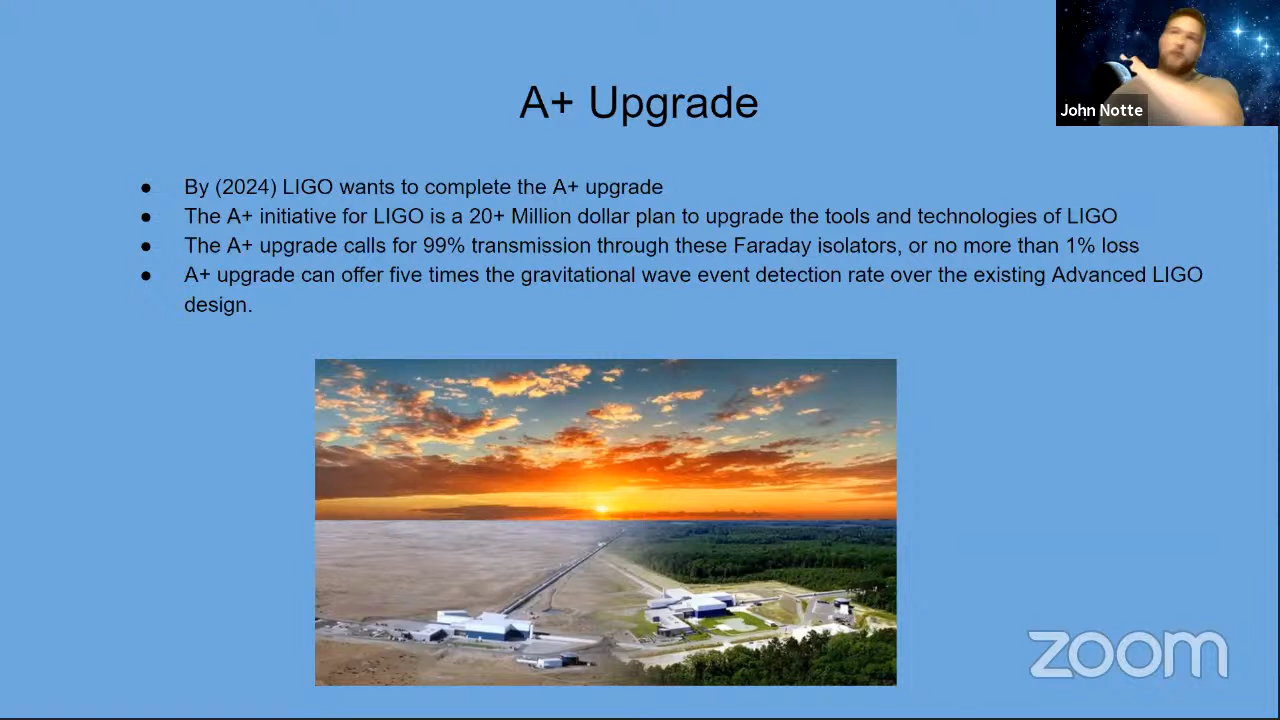 A+ Upgrade
John Notte
● By (2024) LIGO wants to complete the A+ upgrade
● The A+ initiative for LIGO is a 20+ Million dollar plan to upgrade the tools and technologies of LIGO
● The A+ upgrade calls for 99% transmission through these Faraday isolators, or no more than 1% loss
● A+ upgrade can offer five times the gravitational wave event detection rate over the existing Advanced LIGO
design.
zoom